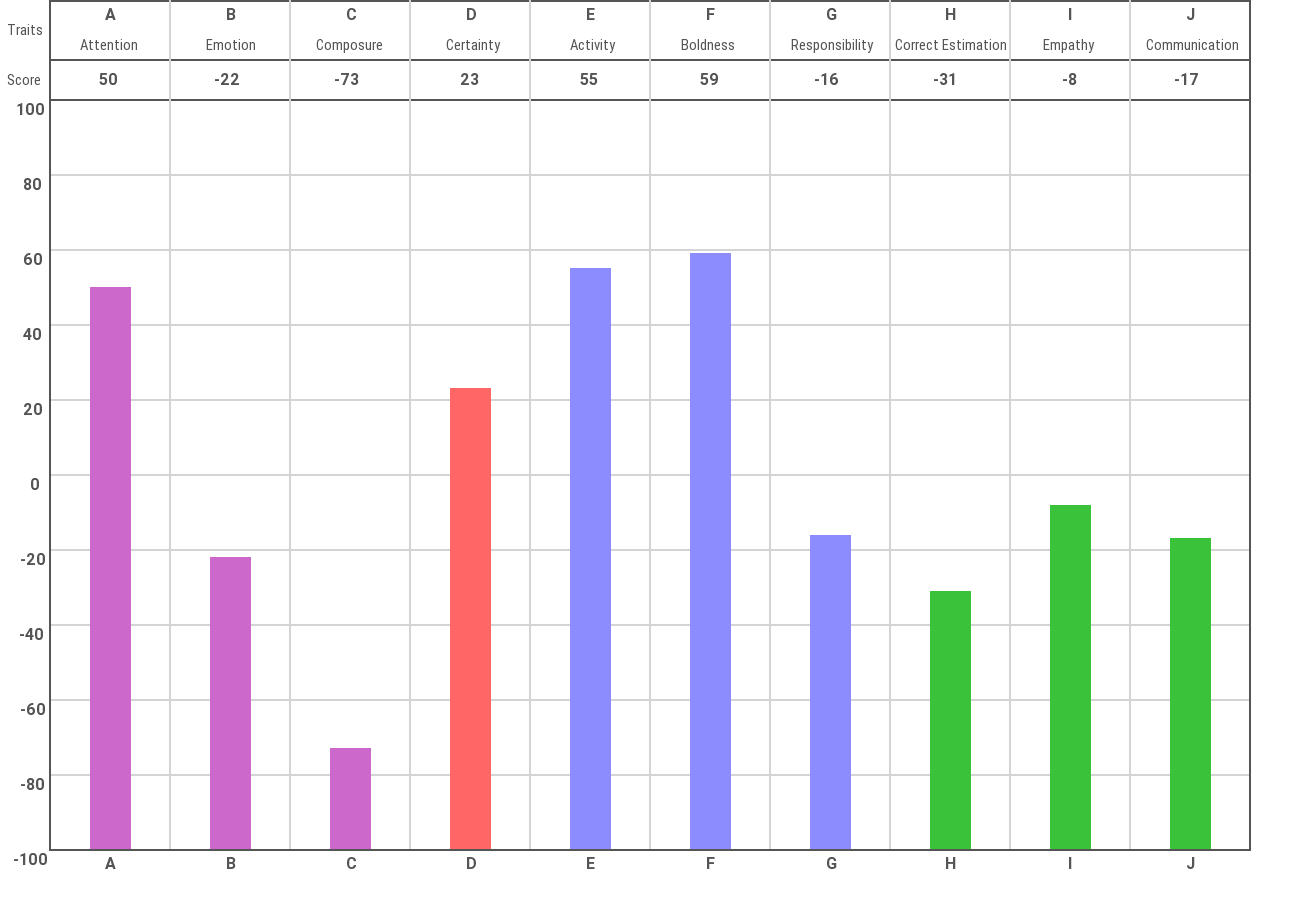 A B C D E F G H I J
Traits
Attention Emotion Composure Certainty Activity Boldness Responsibility Correct Estimation Empathy Communication
Score 50 -22 -73 23 55 59 -16 -31 -8 -17
100
80
60
40
20
0
-20
-40
-60
-80
-100
A B C D E F G H I J